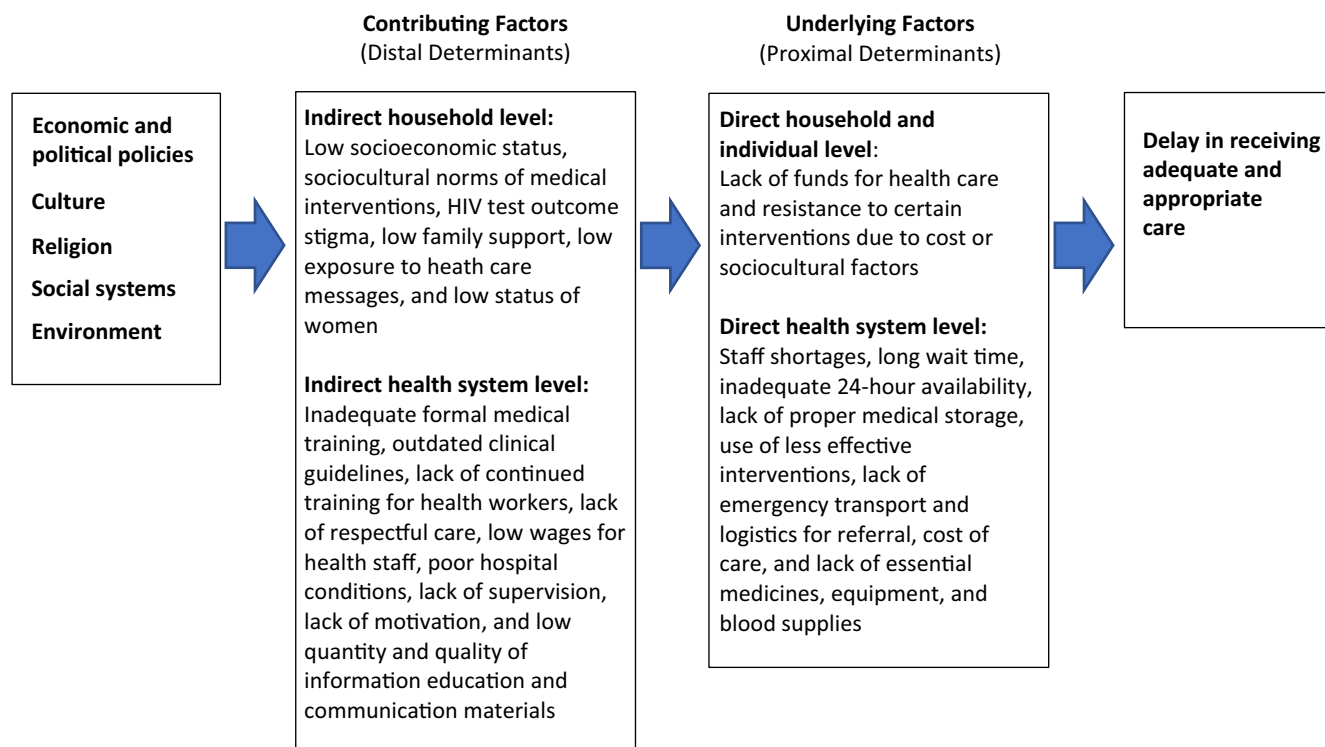 Contributing Factors
(Distal Determinants)
Underlying Factors
(Proximal Determinants)
Economic and
political policies
Culture
Religion
Social systems
Environment
Indirect household level:
Low socioeconomic status,
sociocultural norms of medical
interventions, HIV test outcome
stigma, low family support, low
exposure to heath care
messages, and low status of
women
Indirect health system level:
Inadequate formal medical
training, outdated clinical
guidelines, lack of continued
training for health workers, lack
of respectful care, low wages for
health staff, poor hospital
conditions, lack of supervision,
lack of motivation, and low
quantity and quality of
information education and
communication materials
Direct household and
individual level:
Lack of funds for health care
and resistance to certain
interventions due to cost or
sociocultural factors
Direct health system level:
Staff shortages, long wait time,
inadequate 24-hour availability,
lack of proper medical storage,
use of less effective
interventions, lack of
emergency transport and
logistics for referral, cost of
care, and lack of essential
medicines, equipment, and
blood supplies
Delay in receiving
adequate and
appropriate
care